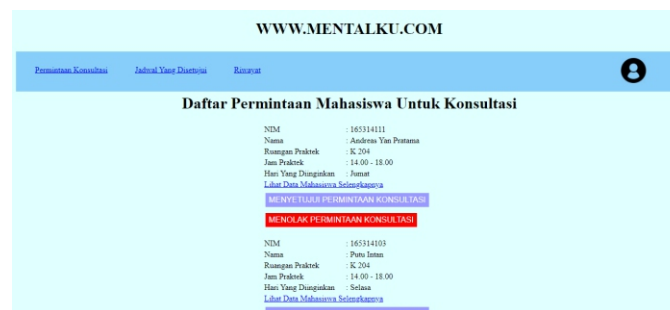 WWW.MENTALKU.COM
Permintaan Konsultasi Jadwal Yang Disetujui Riwayat
Daftar Permintaan Mahasiswa Untuk Konsultasi
NIM : 165314111
Nama : Andreas Yan Pratama
Ruangan Praktek : K 204
Jam Praktek : 14.00 - 18.00
Hari Yang Diinginkan : Jumat
Lihat Data Mahasiswa Selengkapnya
MENYETUJUI PERMINTAAN KONSULTASI
MENOLAK PERMINTAAN KONSULTASI
NIM : 165314103
Nama : Putu Intan
Ruangan Praktek : K 204
Jam Praktek : 14.00 - 18.00
Hari Yang Diinginkan : Selasa
Lihat Data Mahasiswa Selengkapnya